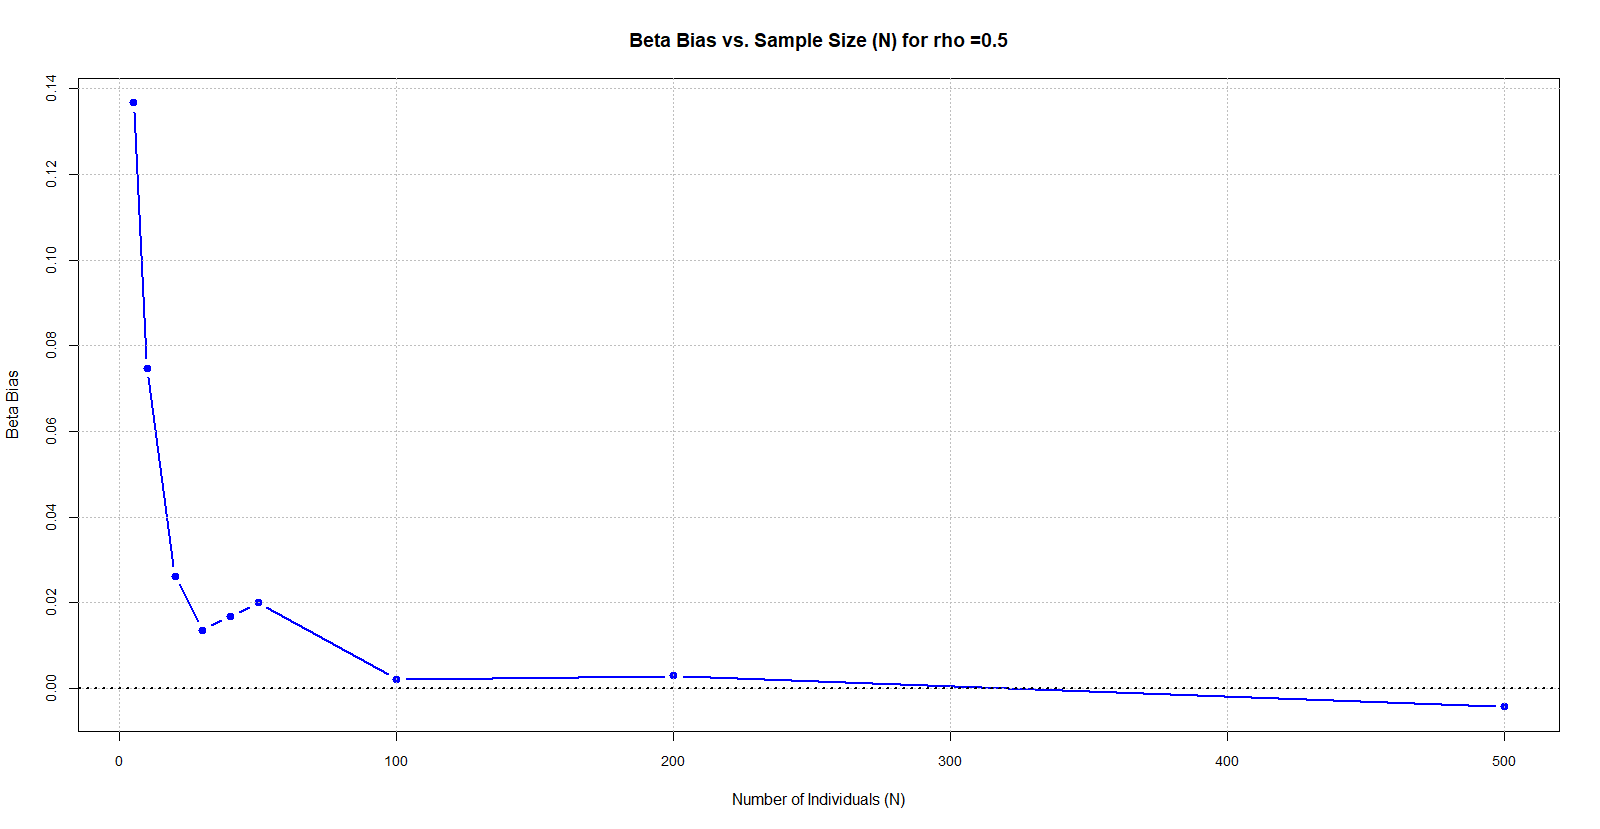 Beta Bias vs. Sample Size (N) for rho =0.5
0.14
0.12
0.10
0.08
0.06
0.04
0.02
0.00
Beta Bias
0 100 200 300 400 500
Number of Individuals (N)